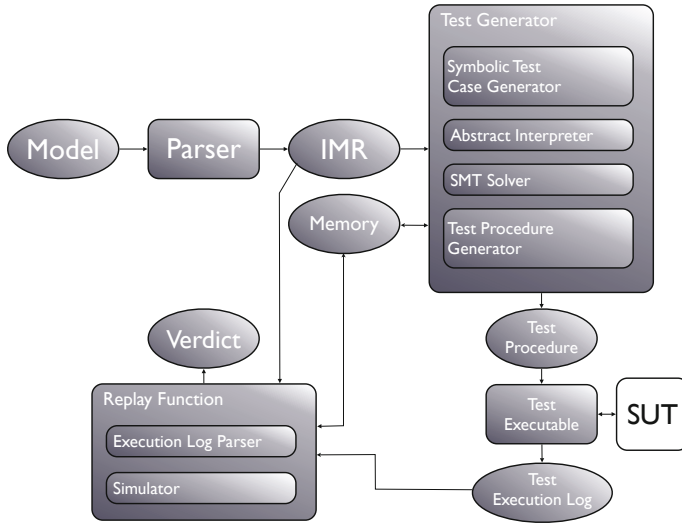 Test Generator
Symbolic Test
Case Generator
Abstract Interpreter
SMT Solver
Test Procedure
Generator
Model
Parser
IMR
Memory
Verdict
Test
Procedure
Replay Function
Execution Log Parser
Simulator
Test
Executable
SUT
Test
Execution Log